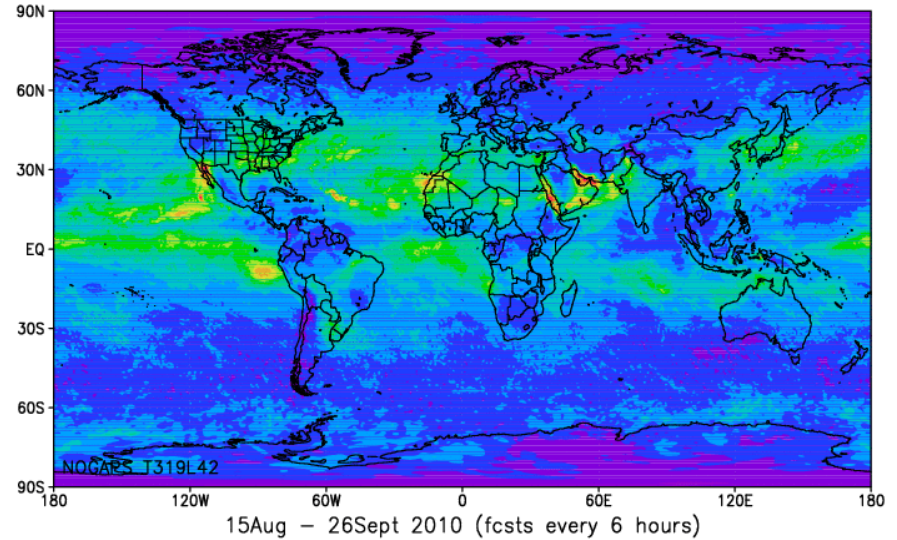 90N
60N
30N
EQ
30S
60S
NOGAPS T319L42
90S
180 120W 60W 0 60E 120E 180
15Aug – 26Sept 2010 (fcsts every 6 hours)